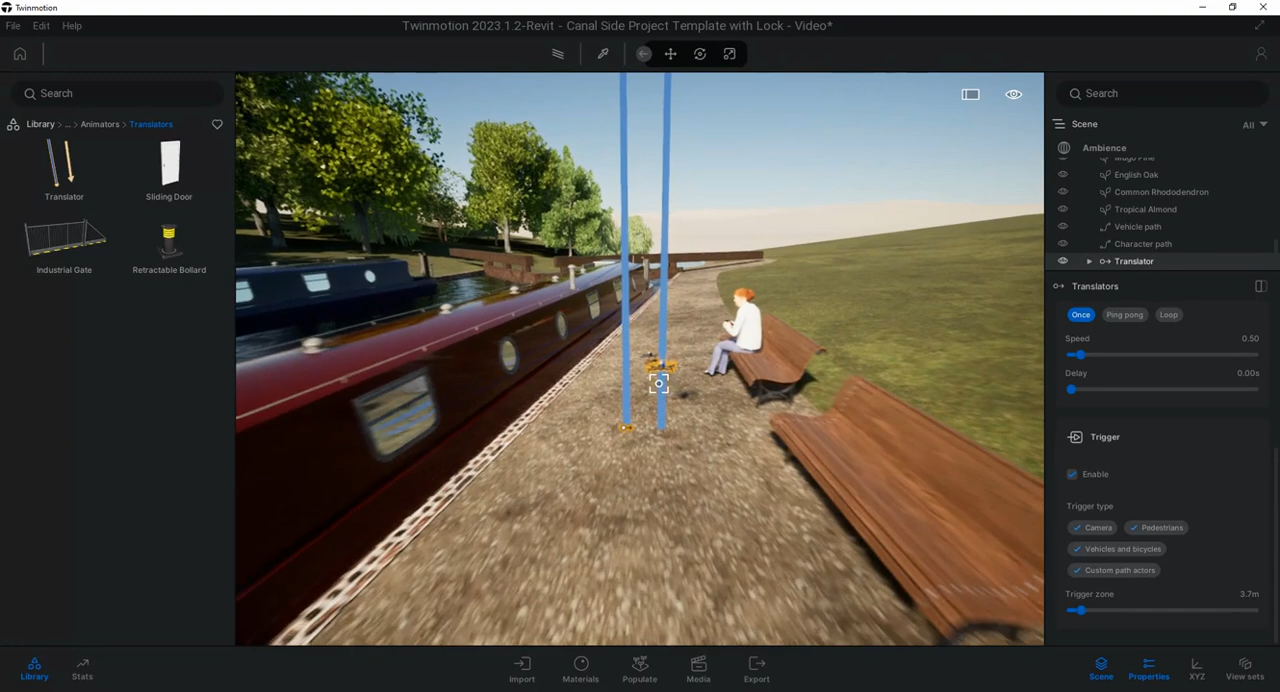 Twinmotion
File Edit Help
Twinmotion 2023.1.2-Revit - Canal Side Project Template with Lock - Video*
Search
Library > ... > Animators > Translators
Translator
Sliding Door
Industrial Gate
Retractable Bollard
Search
Scene
All
Ambience
Mugo Pine
English Oak
Common Rhododendron
Tropical Almond
Vehicle path
Character path
Translator
Translators
Once
Ping pong
Loop
Speed 0.50
Delay 0.00s
Trigger
Enable
Trigger type
Camera
Pedestrians
Vehicles and bicycles
Custom path actors
Trigger zone 3.7m
Library
Stats
Import
Materials
Populate
Media
Export
Scene
Properties
XYZ
View sets